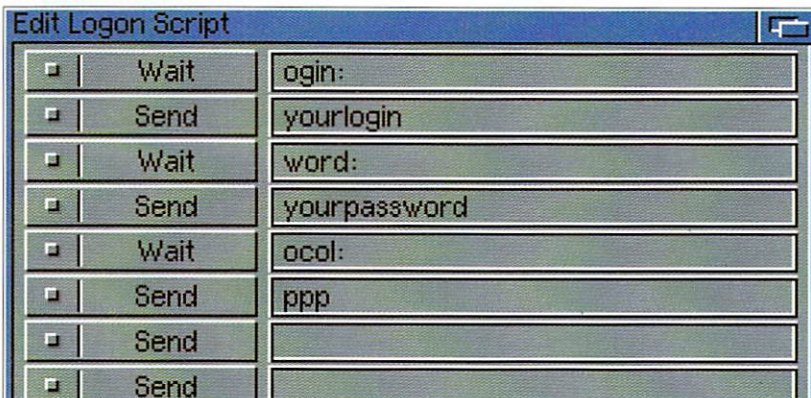 Edit Logon Script
Wait ogin:
Send yourlogin
Wait word:
Send yourpassword
Wait ocol:
Send ppp
Send
Send